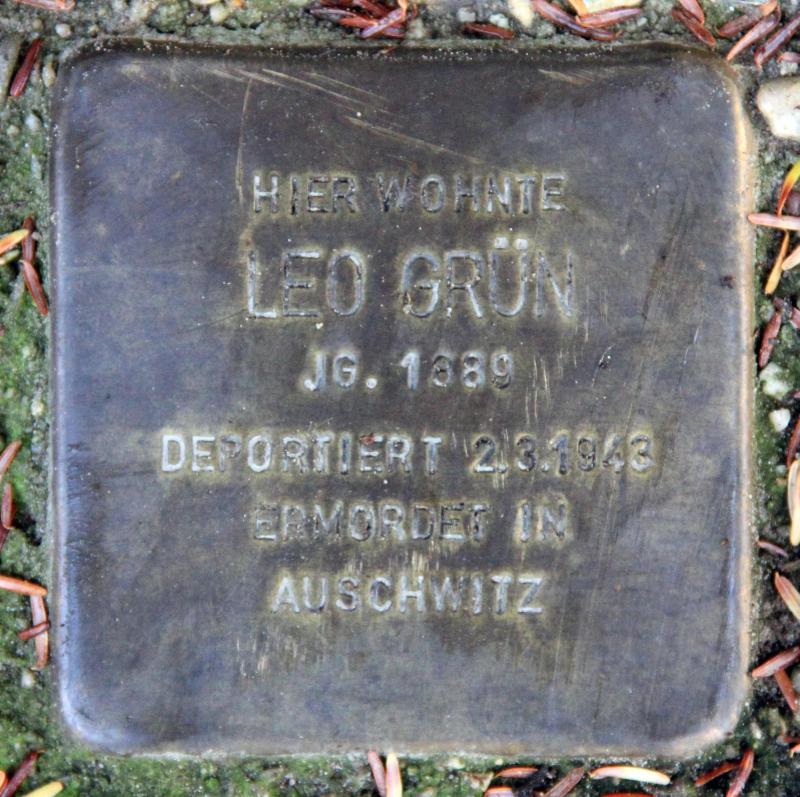 HIER WOHNTE
LEO GRÜN
JG. 1889
DEPORTIERT 2.3.1943
ERMORDET IN
AUSCHWITZ